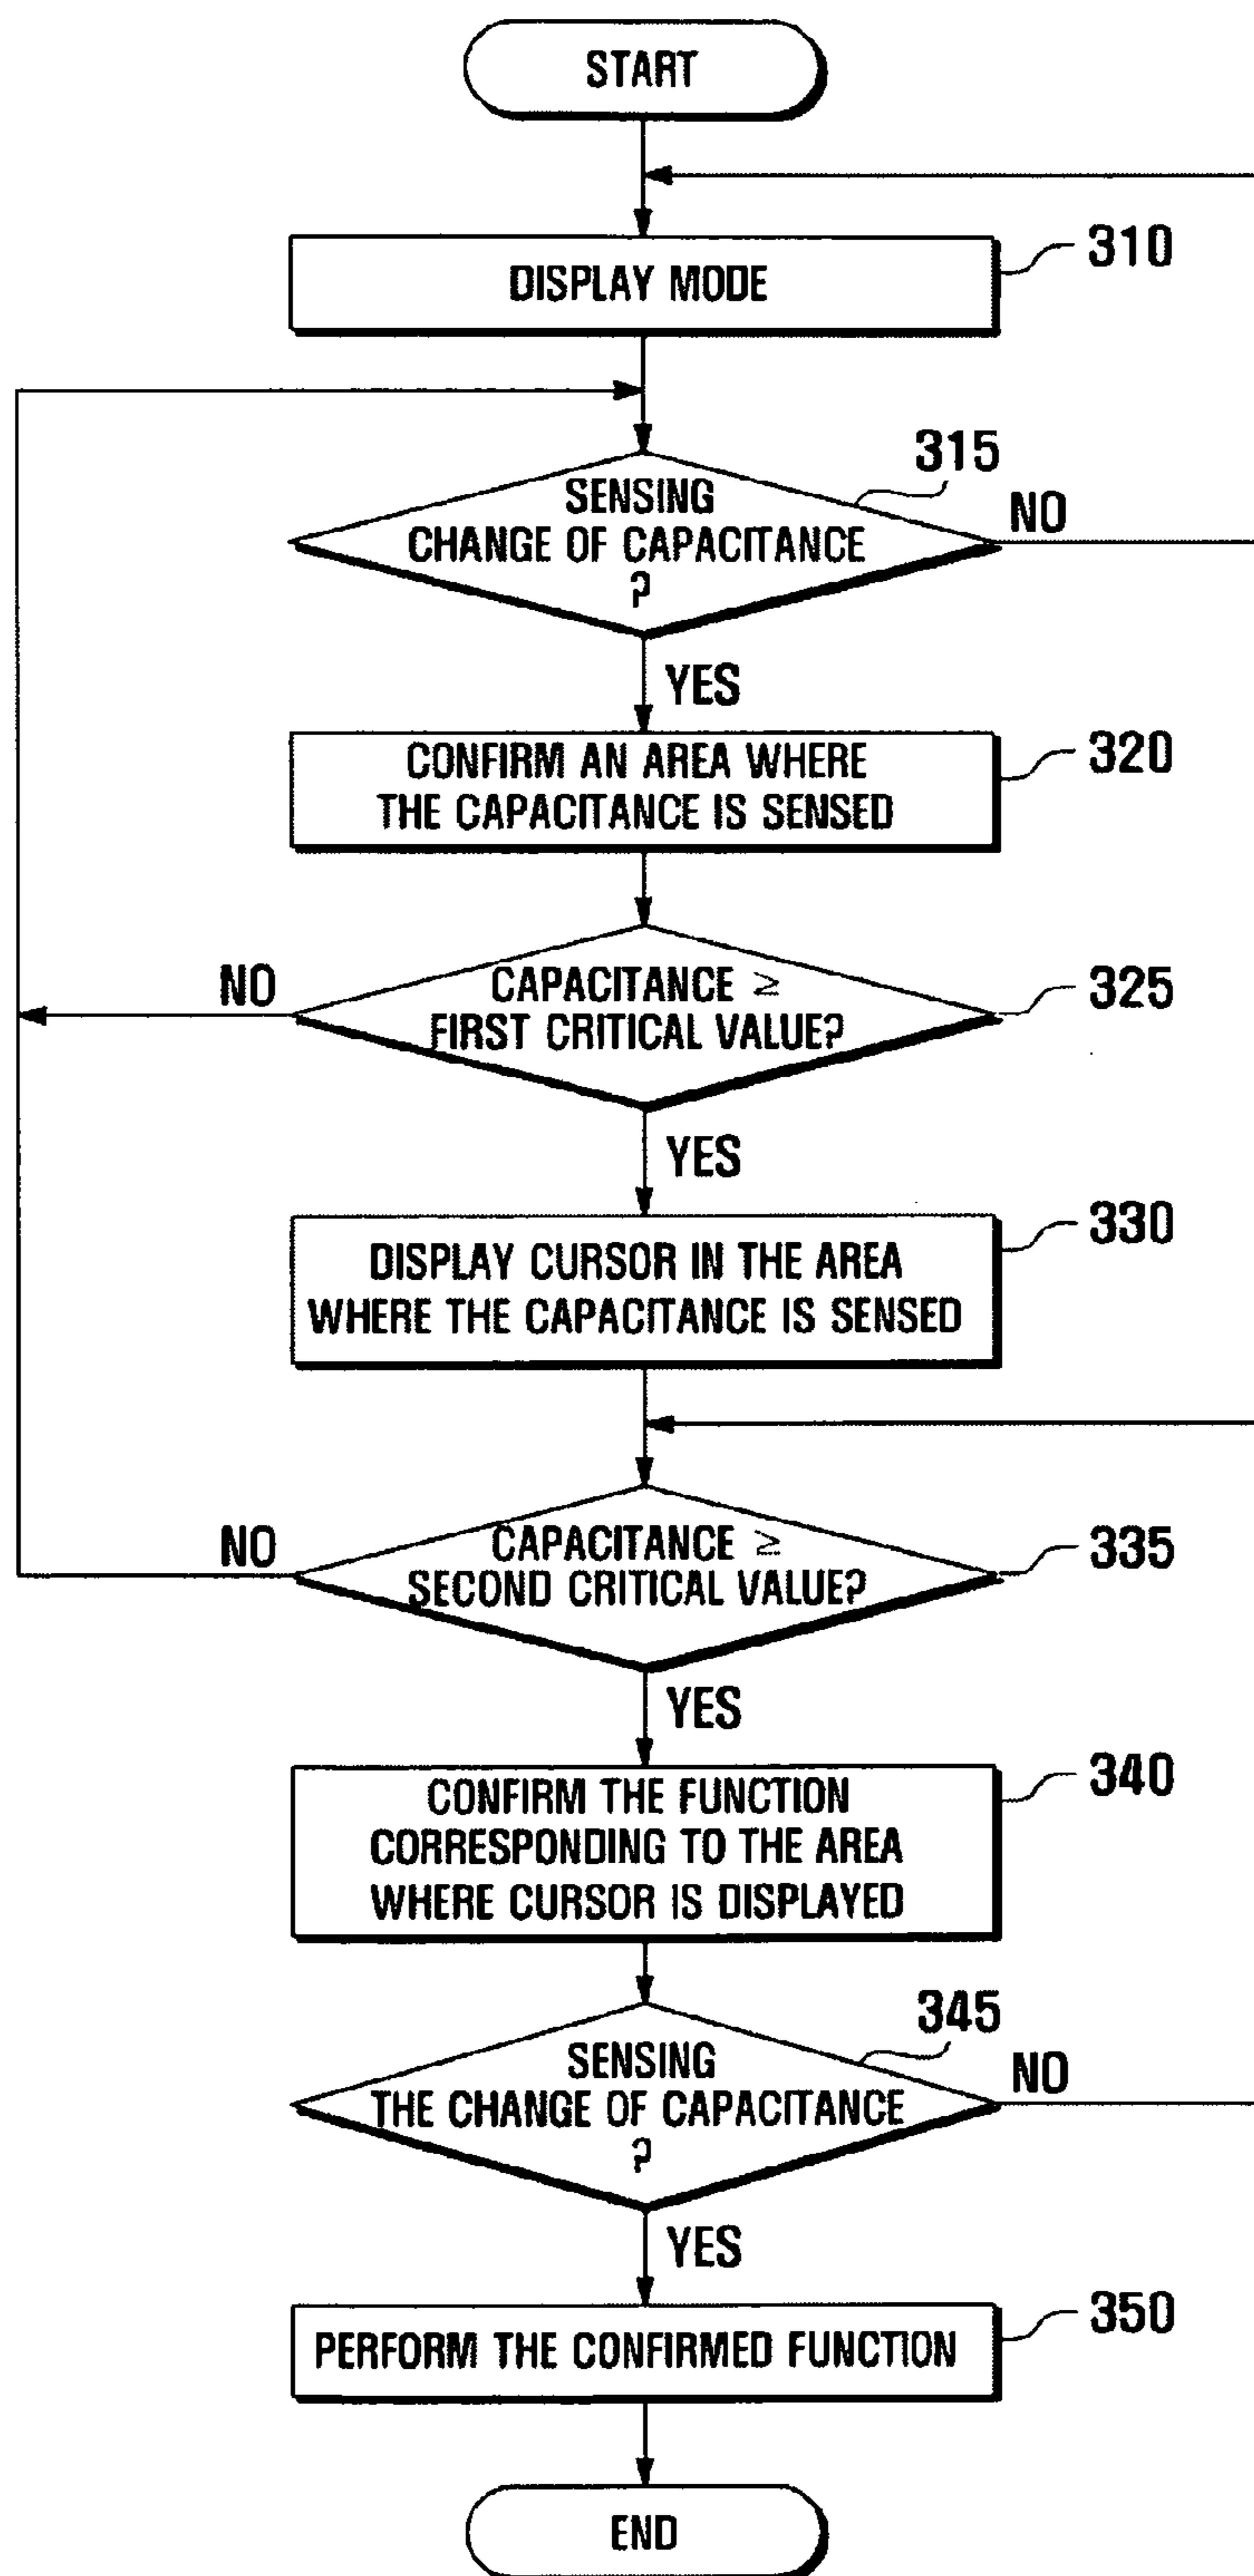 START
DISPLAY MODE
310
SENSING
CHANGE OF CAPACITANCE
?
315
NO
YES
CONFIRM AN AREA WHERE
THE CAPACITANCE IS SENSED
320
CAPACITANCE ≥
FIRST CRITICAL VALUE?
325
NO
YES
DISPLAY CURSOR IN THE AREA
WHERE THE CAPACITANCE IS SENSED
330
CAPACITANCE ≥
SECOND CRITICAL VALUE?
335
NO
YES
CONFIRM THE FUNCTION
CORRESPONDING TO THE AREA
WHERE CURSOR IS DISPLAYED
340
SENSING
THE CHANGE OF CAPACITANCE
?
345
NO
YES
PERFORM THE CONFIRMED FUNCTION
350
END